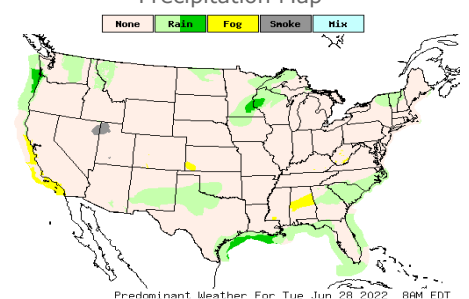 Precipitation Map
None Rain Fog Smoke Mix
Predominant Weather For Tue Jun 28 2022 8AM EDT